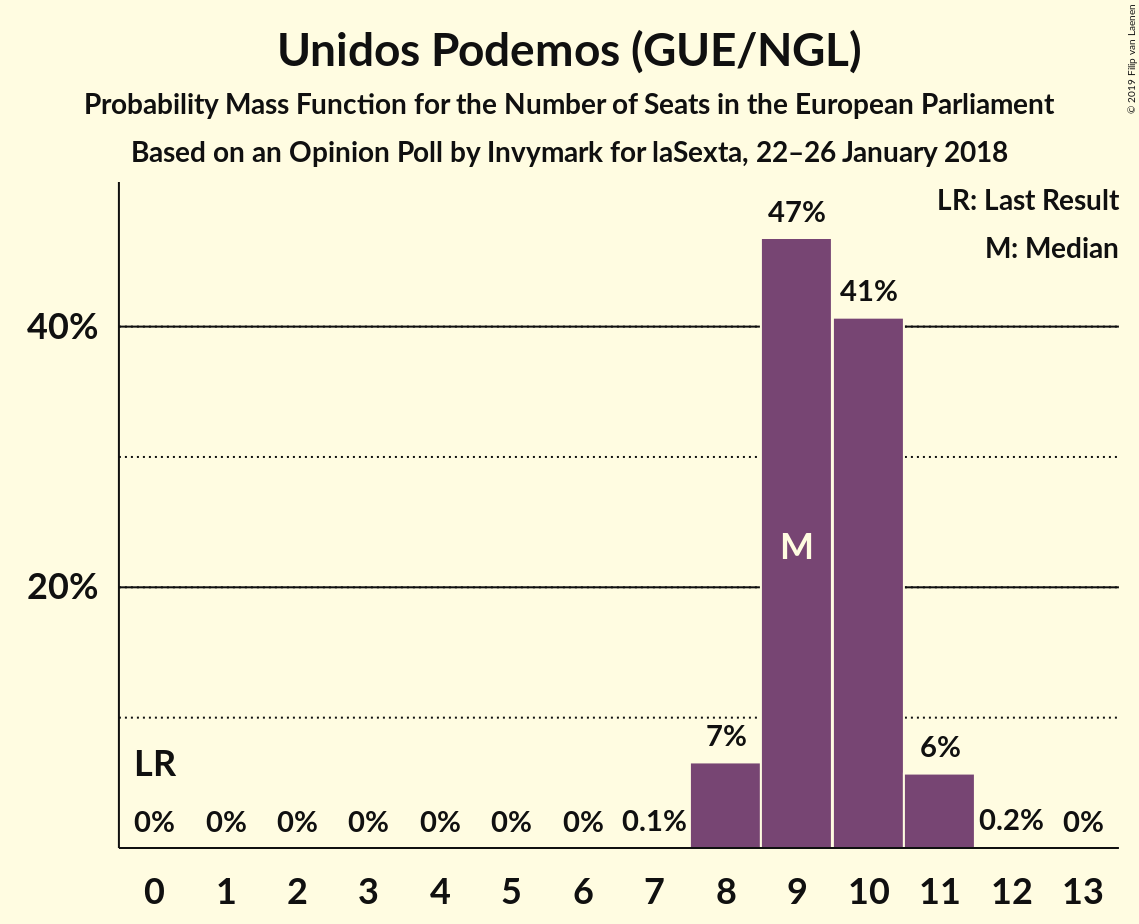 Unidos Podemos (GUE/NGL)
Probability Mass Function for the Number of Seats in the European Parliament
Based on an Opinion Poll by Invymark for laSexta, 22–26 January 2018
© 2019 Filip van Laenen
LR: Last Result
M: Median
47%
41%
40%
M
20%
7%
6%
LR
0% 0% 0% 0% 0% 0% 0% 0.1% 0.2% 0%
0 1 2 3 4 5 6 7 8 9 10 11 12 13